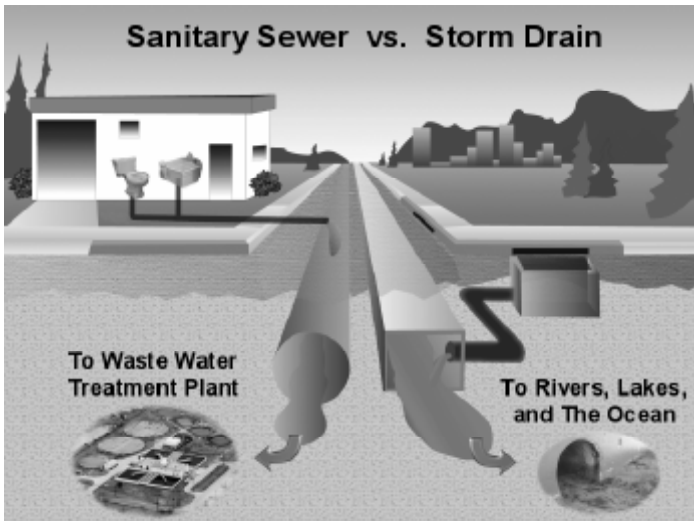 Sanitary Sewer vs. Storm Drain
To Waste Water
Treatment Plant
To Rivers, Lakes,
and The Ocean